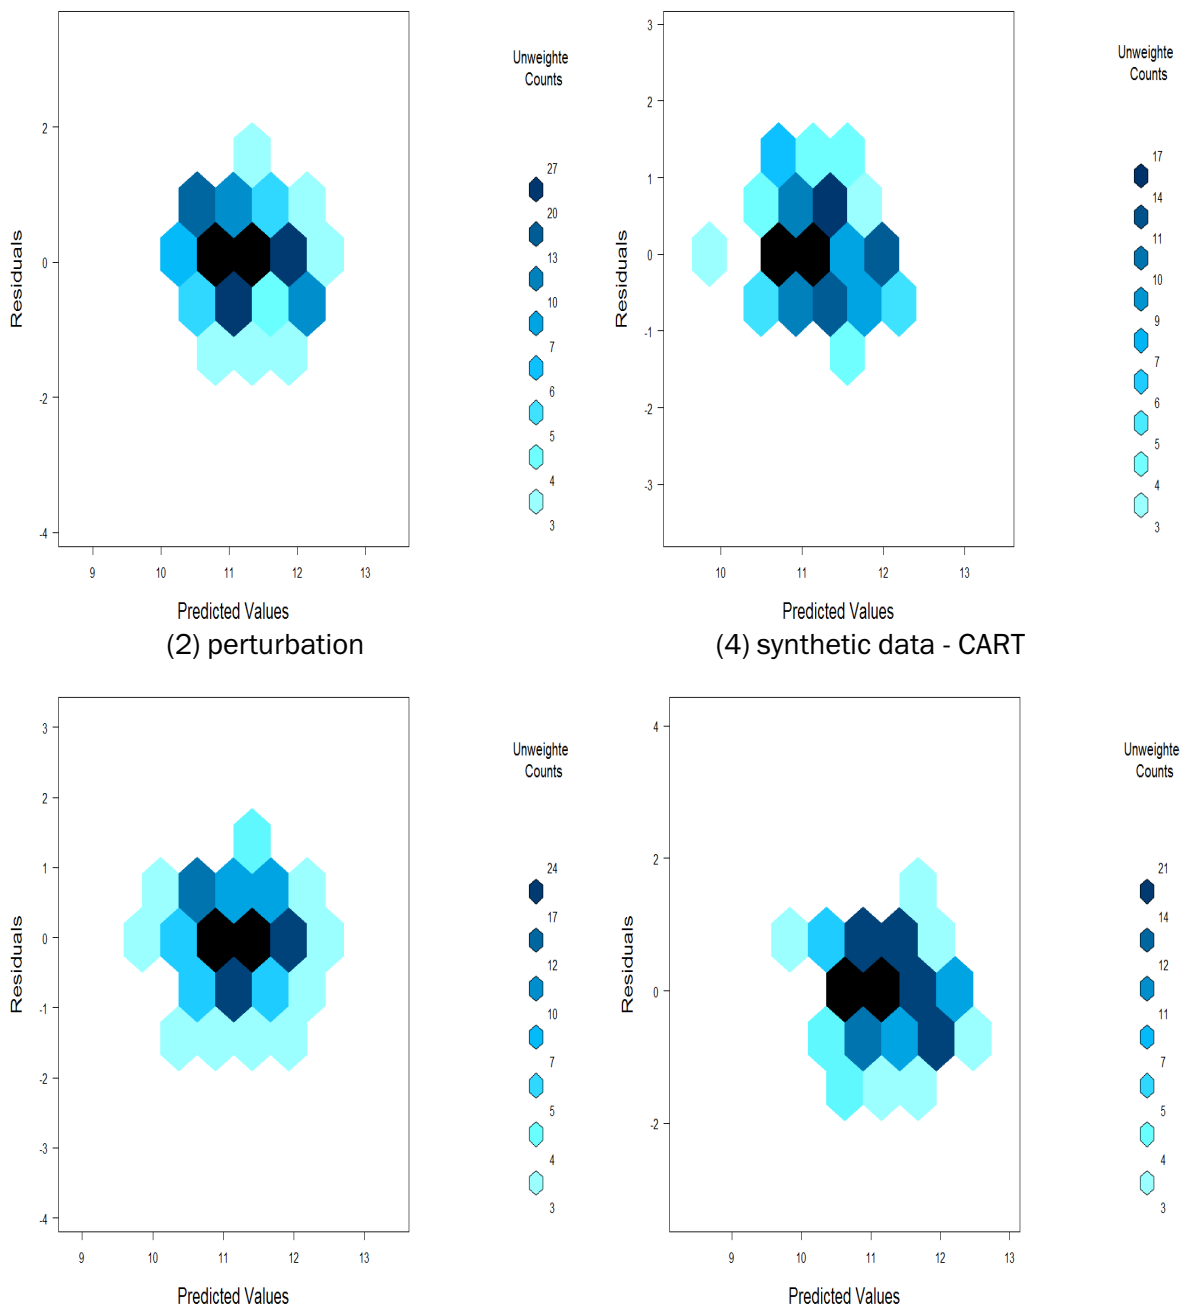 Unweighte
Counts
27
20
13
10
7
6
5
4
3
2
0
-2
-4
Residuals
9 10 11 12 13
Predicted Values
(2) perturbation
Unweighte
Counts
17
14
11
10
9
7
6
5
4
3
3
2
1
0
-1
-2
-3
Residuals
10 11 12 13
Predicted Values
(4) synthetic data - CART
Unweighte
Counts
24
17
12
10
7
5
4
3
3
2
1
0
-1
-2
-3
-4
Residuals
9 10 11 12 13
Predicted Values
Unweighte
Counts
21
14
12
11
7
5
4
3
4
2
0
-2
Residuals
9 10 11 12 13
Predicted Values